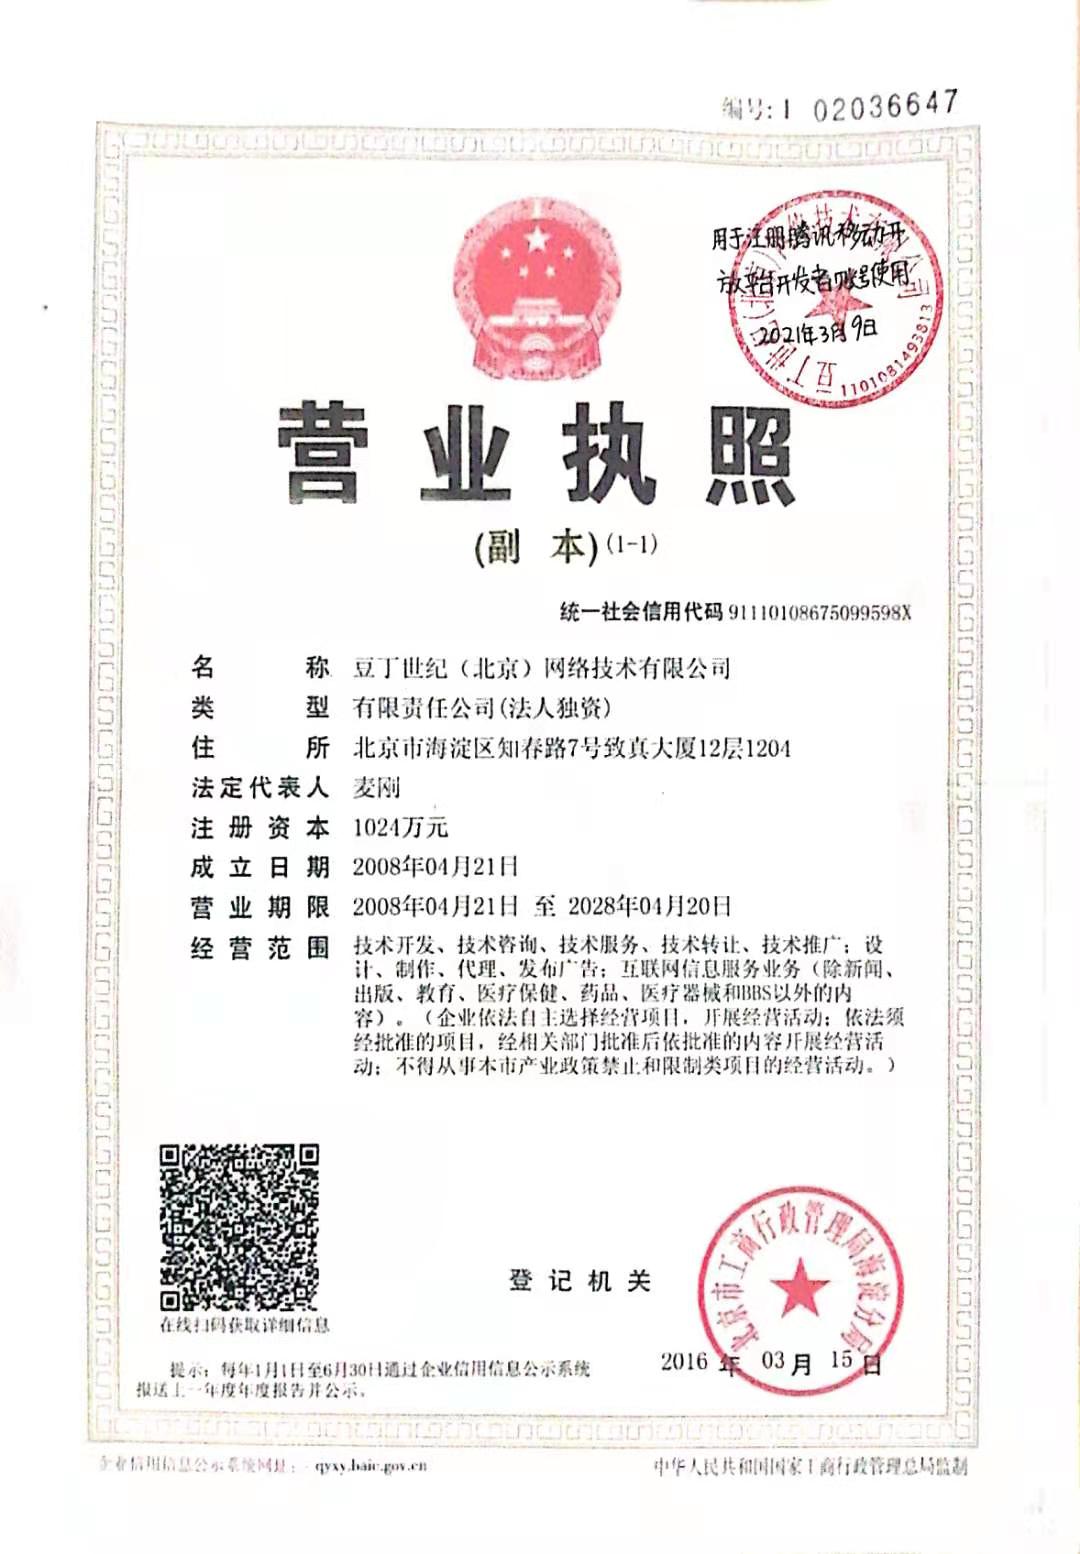 编号:1 02036647
用于注册腾讯移动开
放平台开发者账号使用
2021年3月9日
豆丁世纪(北京)网络技术有限公司
1101081493813
营业执照
(副 本)(1-1)
统一社会信用代码 91110108675099598X
名称 豆丁世纪（北京）网络技术有限公司
类型 有限责任公司(法人独资)
住所 北京市海淀区知春路7号致真大厦12层1204
法定代表人 麦刚
注册资本 1024万元
成立日期 2008年04月21日
营业期限 2008年04月21日 至 2028年04月20日
经营范围 技术开发、技术咨询、技术服务、技术转让、技术推广；设
计、制作、代理、发布广告；互联网信息服务业务（除新闻、
出版、教育、医疗保健、药品、医疗器械和BBS以外的内
容）。（企业依法自主选择经营项目，开展经营活动；依法须
经批准的项目，经相关部门批准后依批准的内容开展经营活
动；不得从事本市产业政策禁止和限制类项目的经营活动。）
在线扫码获取详细信息
登记机关
北京市工商行政管理局海淀分局
2016 年 03 月 15 日
提示：每年1月1日至6月30日通过企业信用信息公示系统
报送上一年度年度报告并公示。
企业信用信息公示系统网址： qyxy.baic.gov.cn
中华人民共和国国家工商行政管理总局监制